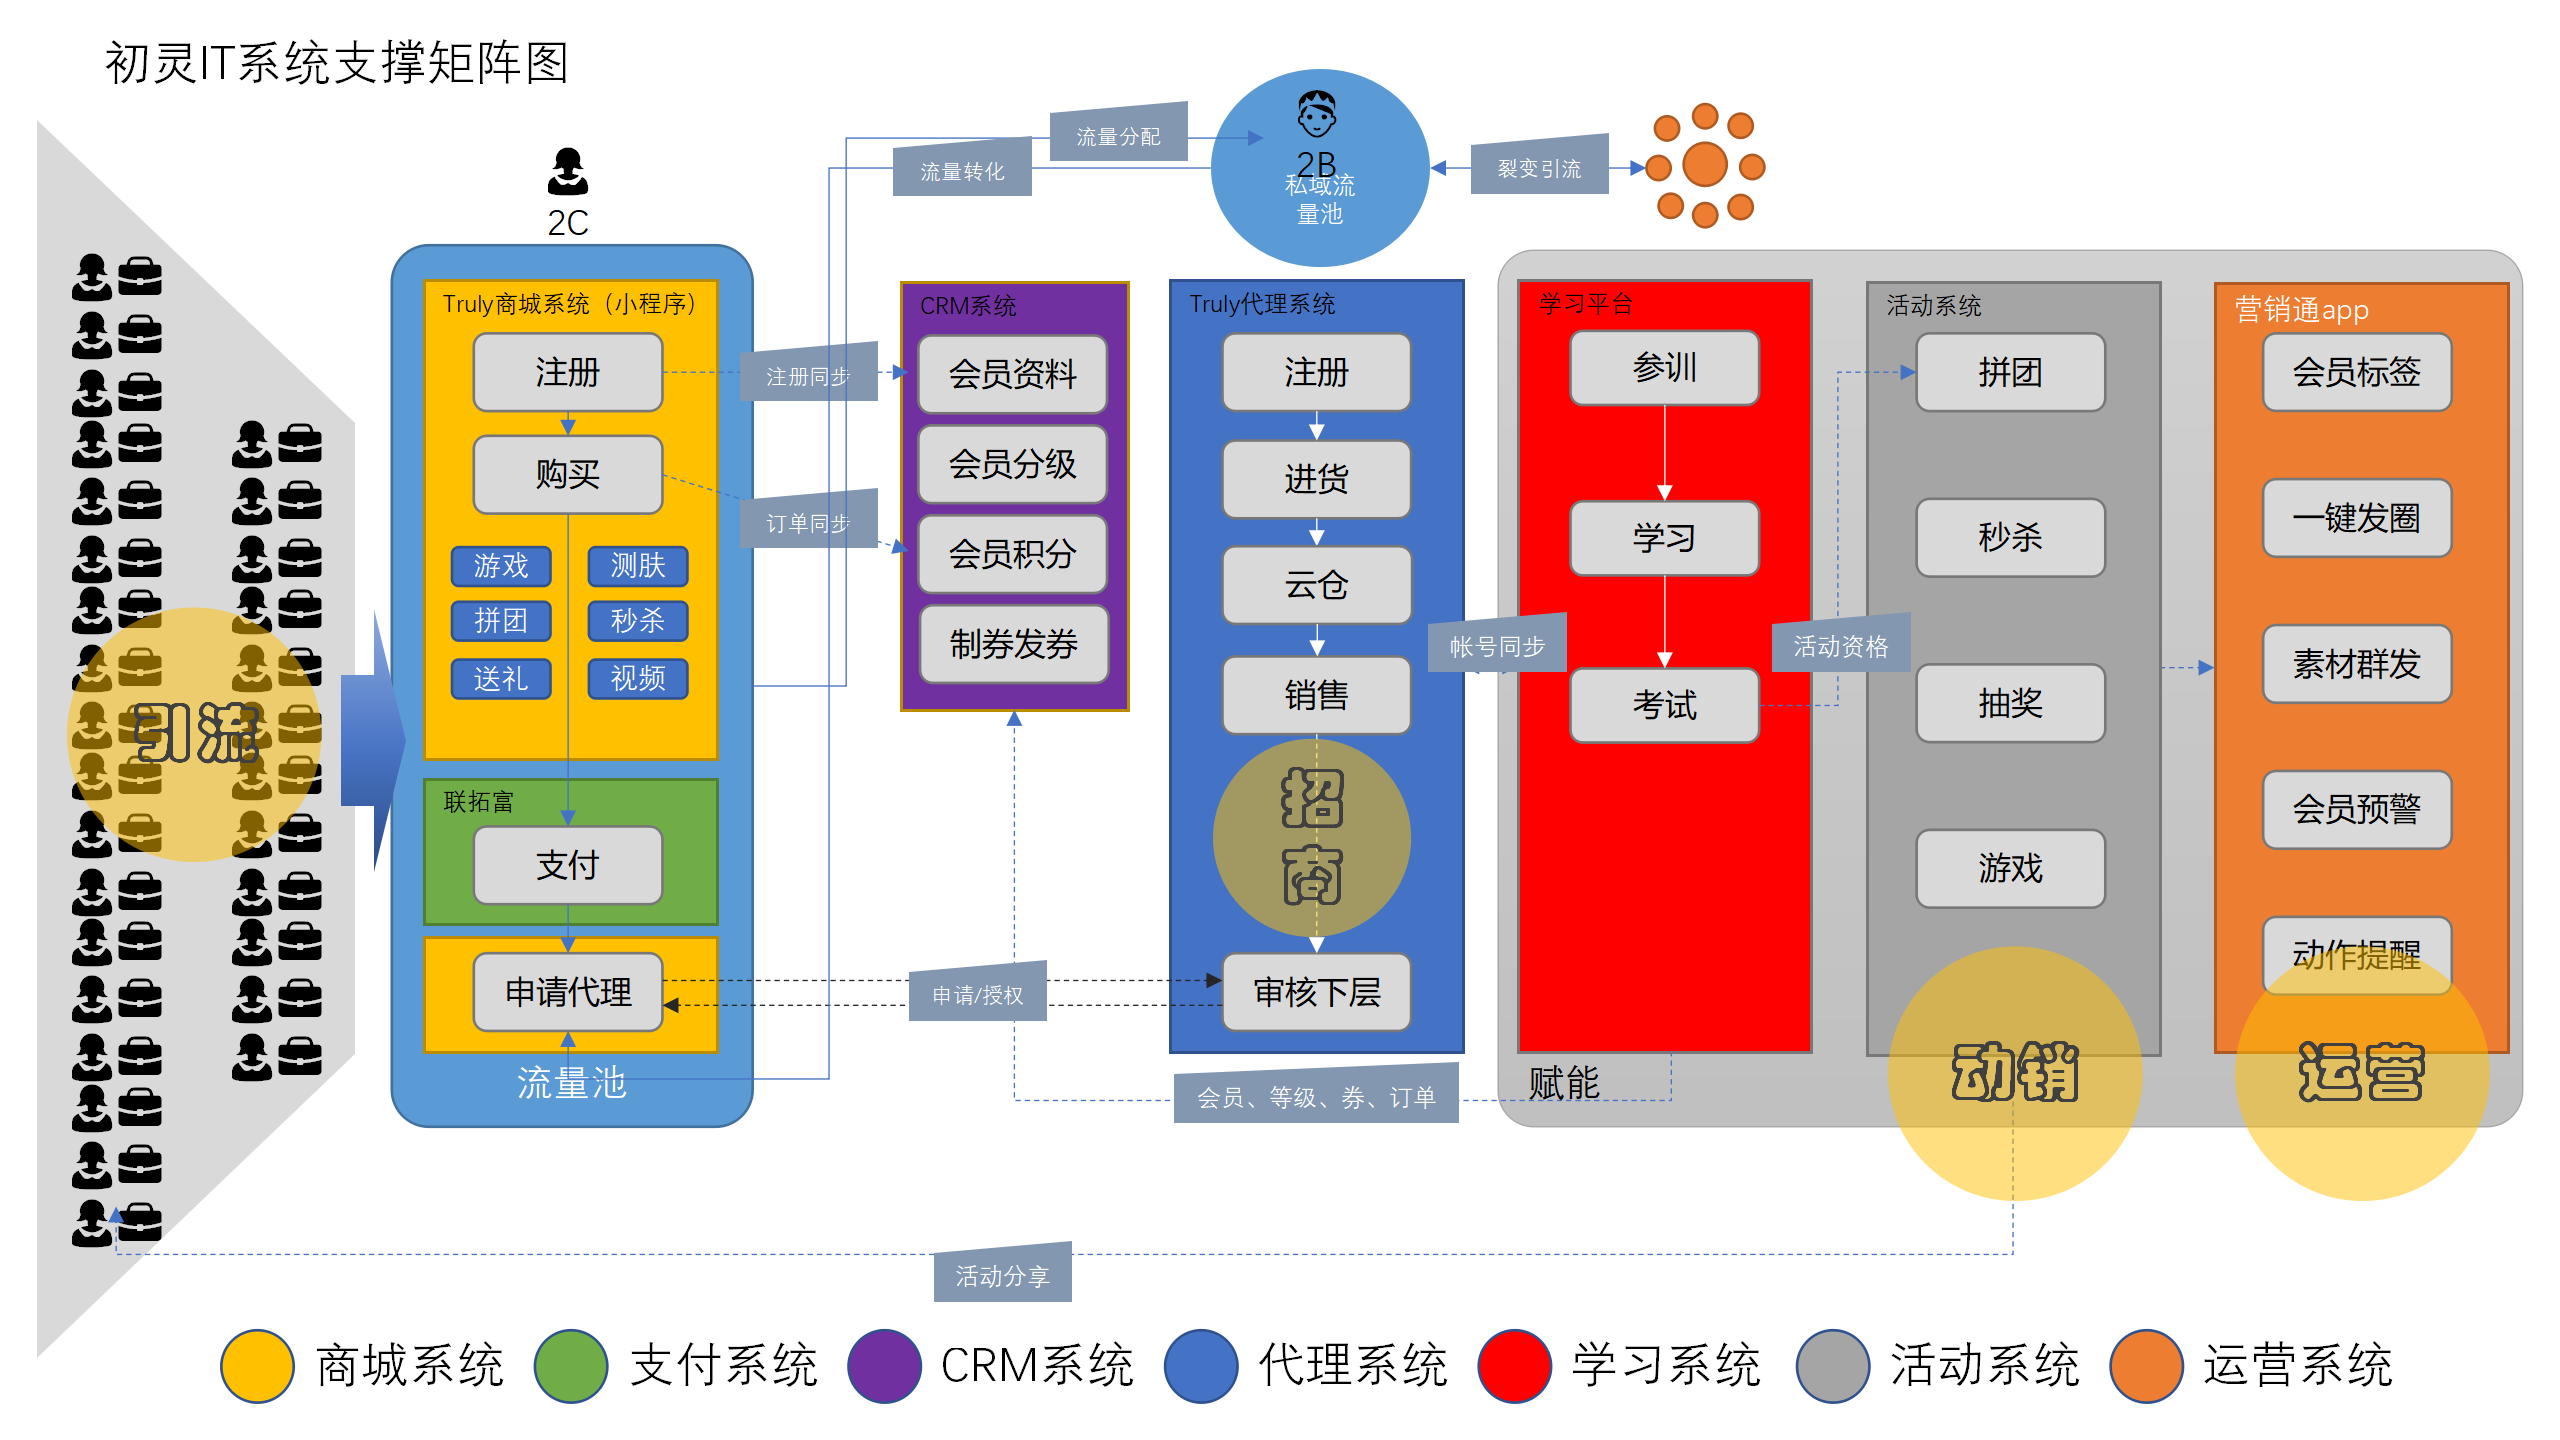 初灵IT系统支撑矩阵图
流量分配
流量转化
2B
私域流
量池
裂变引流
2C
Truly商城系统（小程序）
注册
购买
游戏
测肤
拼团
秒杀
送礼
视频
联拓富
支付
申请代理
流量池
引流
注册同步
订单同步
CRM系统
会员资料
会员分级
会员积分
制券发券
申请/授权
Truly代理系统
注册
进货
云仓
销售
招
商
审核下层
帐号同步
会员、等级、券、订单
学习平台
参训
学习
考试
赋能
活动资格
活动系统
拼团
秒杀
抽奖
游戏
动销
营销通app
会员标签
一键发圈
素材群发
会员预警
动作提醒
运营
活动分享
商城系统
支付系统
CRM系统
代理系统
学习系统
活动系统
运营系统